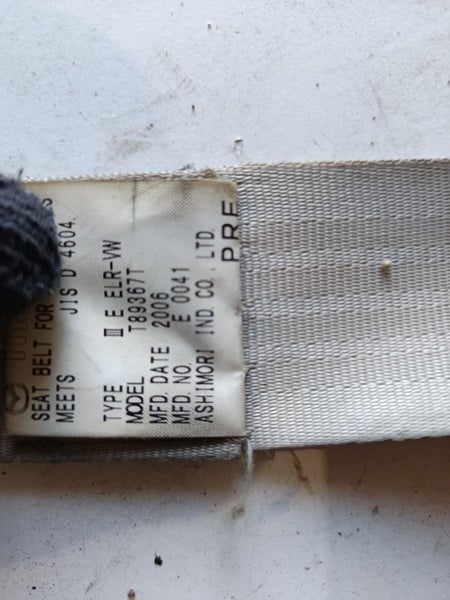 SEAT BELT FOR
MEETS JIS D 4604.
TYPE Ⅲ E ELR-VW
MODEL T89367T
MFD. DATE. 2006
MFD. NO. E 0041
ASHIMORI IND. CO., LTD.
PRE